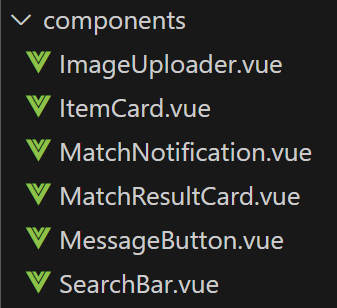 components
ImageUploader.vue
ItemCard.vue
MatchNotification.vue
MatchResultCard.vue
MessageButton.vue
SearchBar.vue